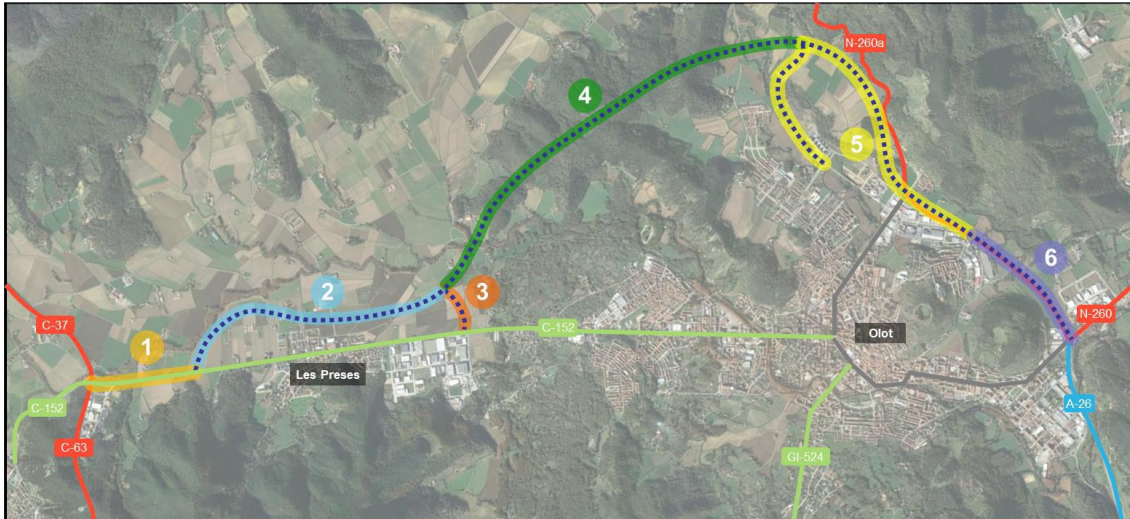 N-260a
4
5
6
2
3
N-260
C-37
C-152
1
Olot
Les Preses
C-152
A-26
C-63
GI-524